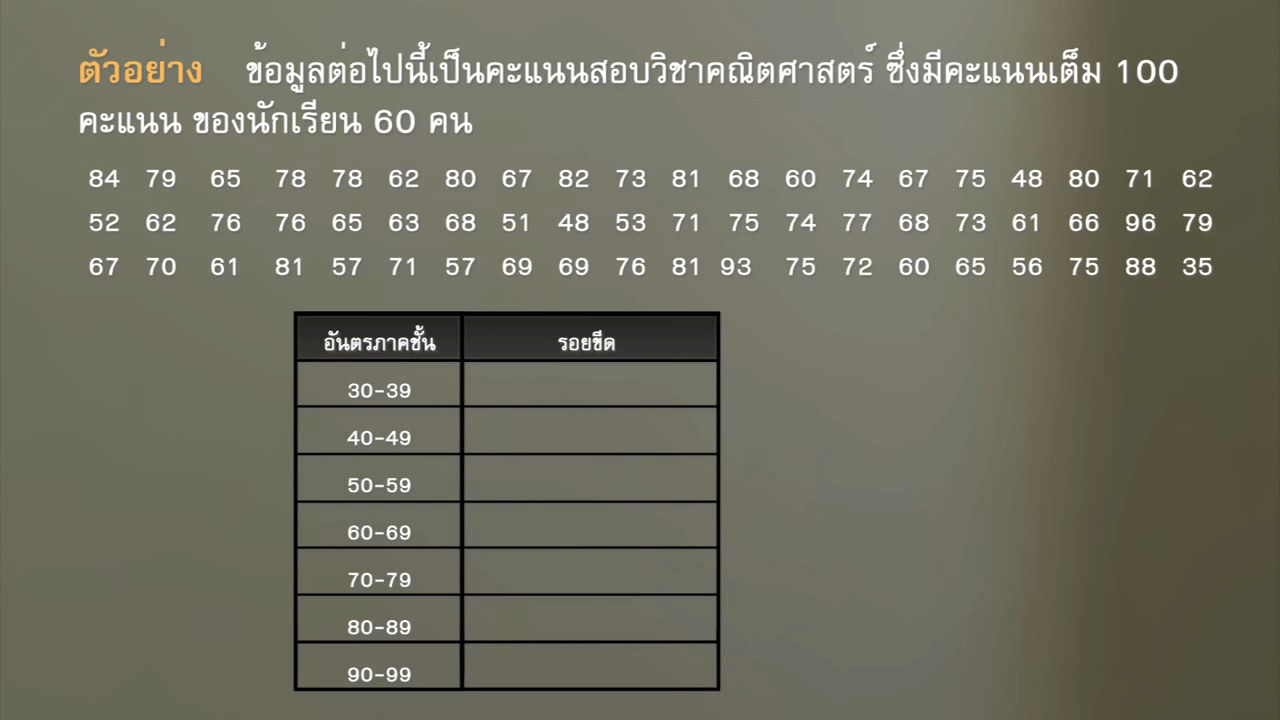 ตัวอย่าง ข้อมูลต่อไปนี้เป็นคะแนนสอบวิชาคณิตศาสตร์ ซึ่งมีคะแนนเต็ม 100
คะแนน ของนักเรียน 60 คน
84 79 65 78 78 62 80 67 82 73 81 68 60 74 67 75 48 80 71 62
52 62 76 76 65 63 68 51 48 53 71 75 74 77 68 73 61 66 96 79
67 70 61 81 57 71 57 69 69 76 81 93 75 72 60 65 56 75 88 35
อันตรภาคชั้น รอยขีด
30-39
40-49
50-59
60-69
70-79
80-89
90-99